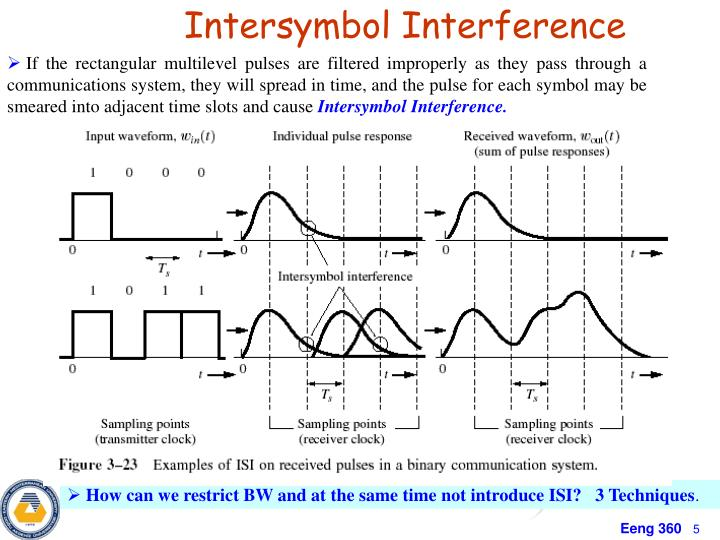 Intersymbol Interference
➢ If the rectangular multilevel pulses are filtered improperly as they pass through a
communications system, they will spread in time, and the pulse for each symbol may be
smeared into adjacent time slots and cause Intersymbol Interference.
Input waveform, w_in(t)
Individual pulse response
Received waveform, w_out(t)
(sum of pulse responses)
1 0 0 0
0 t
0 t
0 t
T_s
Intersymbol interference
1 0 1 1
0 t
0 t
0 t
T_s
T_s
Sampling points
(transmitter clock)
Sampling points
(receiver clock)
Sampling points
(receiver clock)
Figure 3–23 Examples of ISI on received pulses in a binary communication system.
➢ How can we restrict BW and at the same time not introduce ISI? 3 Techniques.
Eeng 360 5